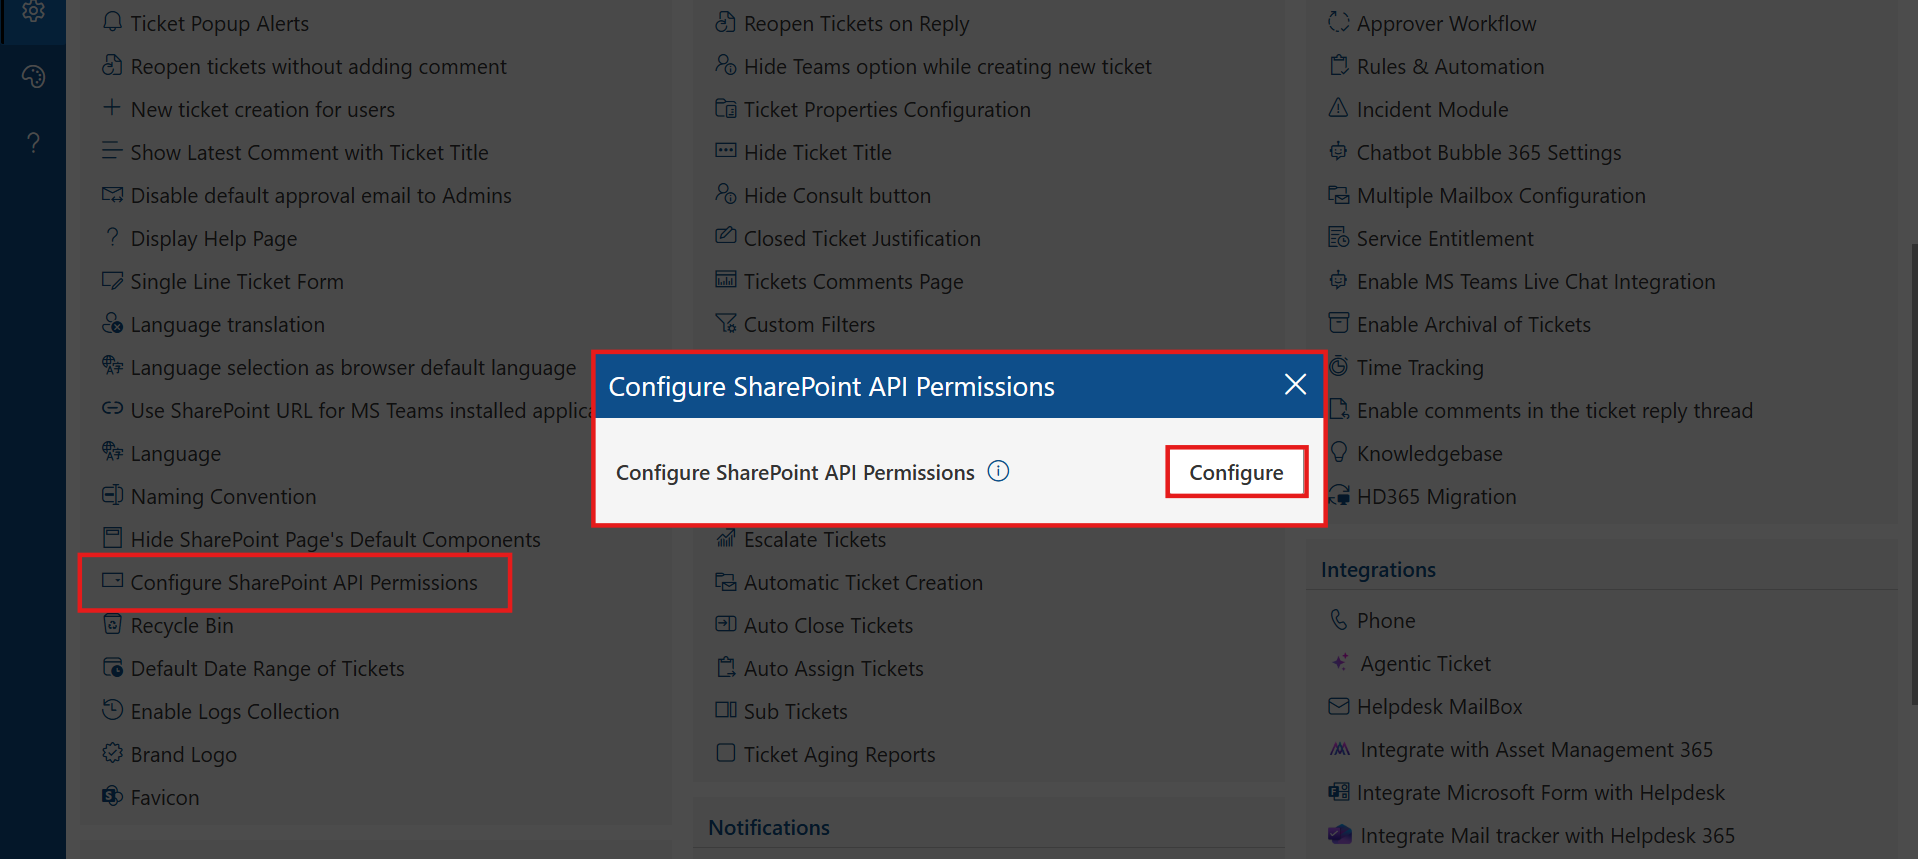 Ticket Popup Alerts
Reopen tickets without adding comment
New ticket creation for users
Show Latest Comment with Ticket Title
Disable default approval email to Admins
Display Help Page
Single Line Ticket Form
Language translation
Language selection as browser default language
Use SharePoint URL for MS Teams installed applica
Language
Naming Convention
Hide SharePoint Page's Default Components
Configure SharePoint API Permissions
Recycle Bin
Default Date Range of Tickets
Enable Logs Collection
Brand Logo
Favicon
Reopen Tickets on Reply
Hide Teams option while creating new ticket
Ticket Properties Configuration
Hide Ticket Title
Hide Consult button
Closed Ticket Justification
Tickets Comments Page
Custom Filters
Configure SharePoint API Permissions
Configure SharePoint API Permissions
Configure
Escalate Tickets
Automatic Ticket Creation
Auto Close Tickets
Auto Assign Tickets
Sub Tickets
Ticket Aging Reports
Notifications
Approver Workflow
Rules & Automation
Incident Module
Chatbot Bubble 365 Settings
Multiple Mailbox Configuration
Service Entitlement
Enable MS Teams Live Chat Integration
Enable Archival of Tickets
Time Tracking
Enable comments in the ticket reply thread
Knowledgebase
HD365 Migration
Integrations
Phone
Agentic Ticket
Helpdesk MailBox
Integrate with Asset Management 365
Integrate Microsoft Form with Helpdesk
Integrate Mail tracker with Helpdesk 365